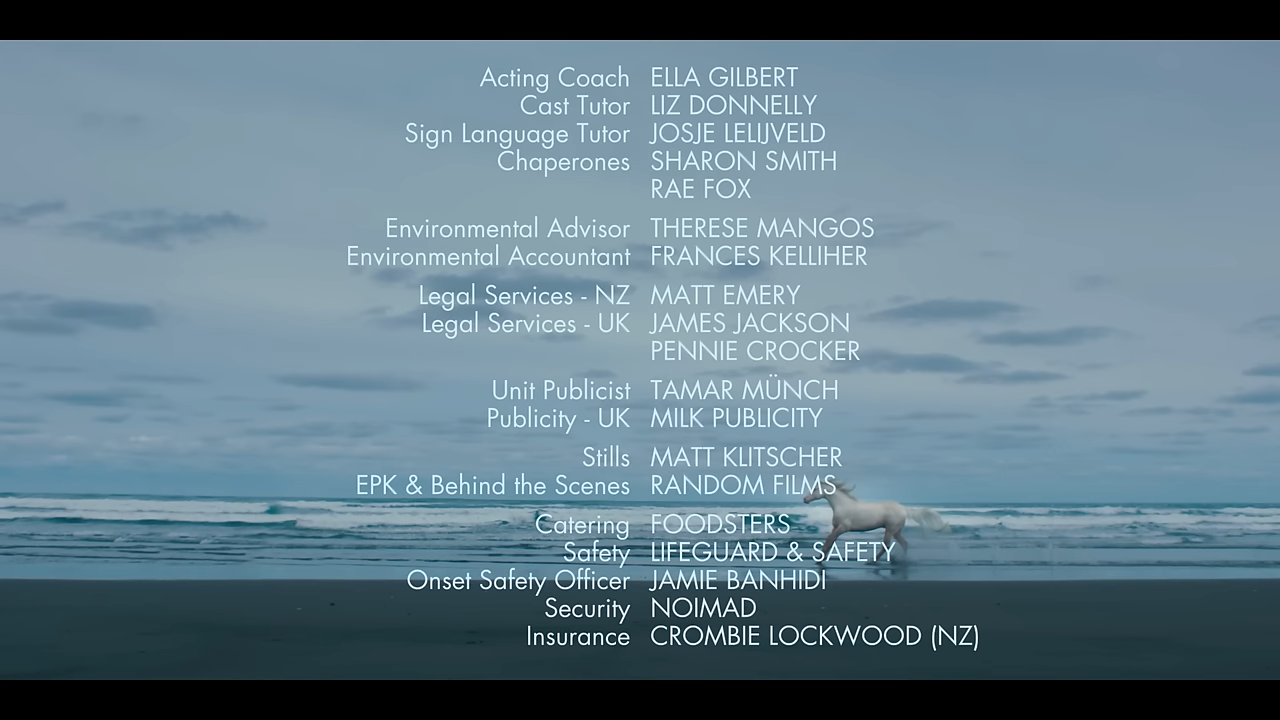 Acting Coach ELLA GILBERT
Cast Tutor LIZ DONNELLY
Sign Language Tutor JOSJE LELIJVELD
Chaperones SHARON SMITH
RAE FOX
Environmental Advisor THERESE MANGOS
Environmental Accountant FRANCES KELLIHER
Legal Services - NZ MATT EMERY
Legal Services - UK JAMES JACKSON
PENNIE CROCKER
Unit Publicist TAMAR MÜNCH
Publicity - UK MILK PUBLICITY
Stills MATT KLITSCHER
EPK & Behind the Scenes RANDOM FILMS
Catering FOODSTERS
Safety LIFEGUARD & SAFETY
Onset Safety Officer JAMIE BANHIDI
Security NOIMAD
Insurance CROMBIE LOCKWOOD (NZ)